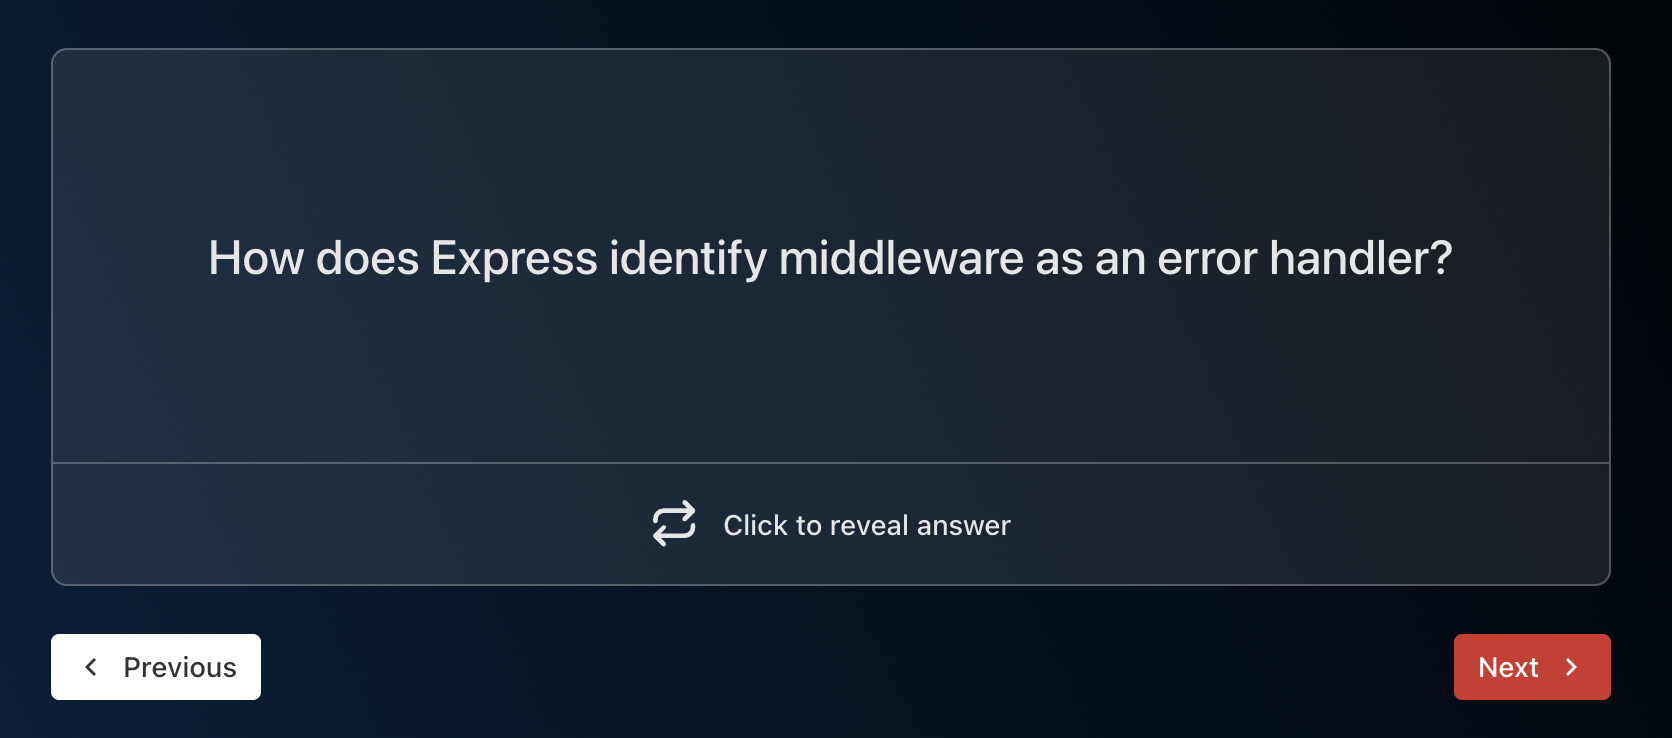 How does Express identify middleware as an error handler?
Click to reveal answer
Previous
Next